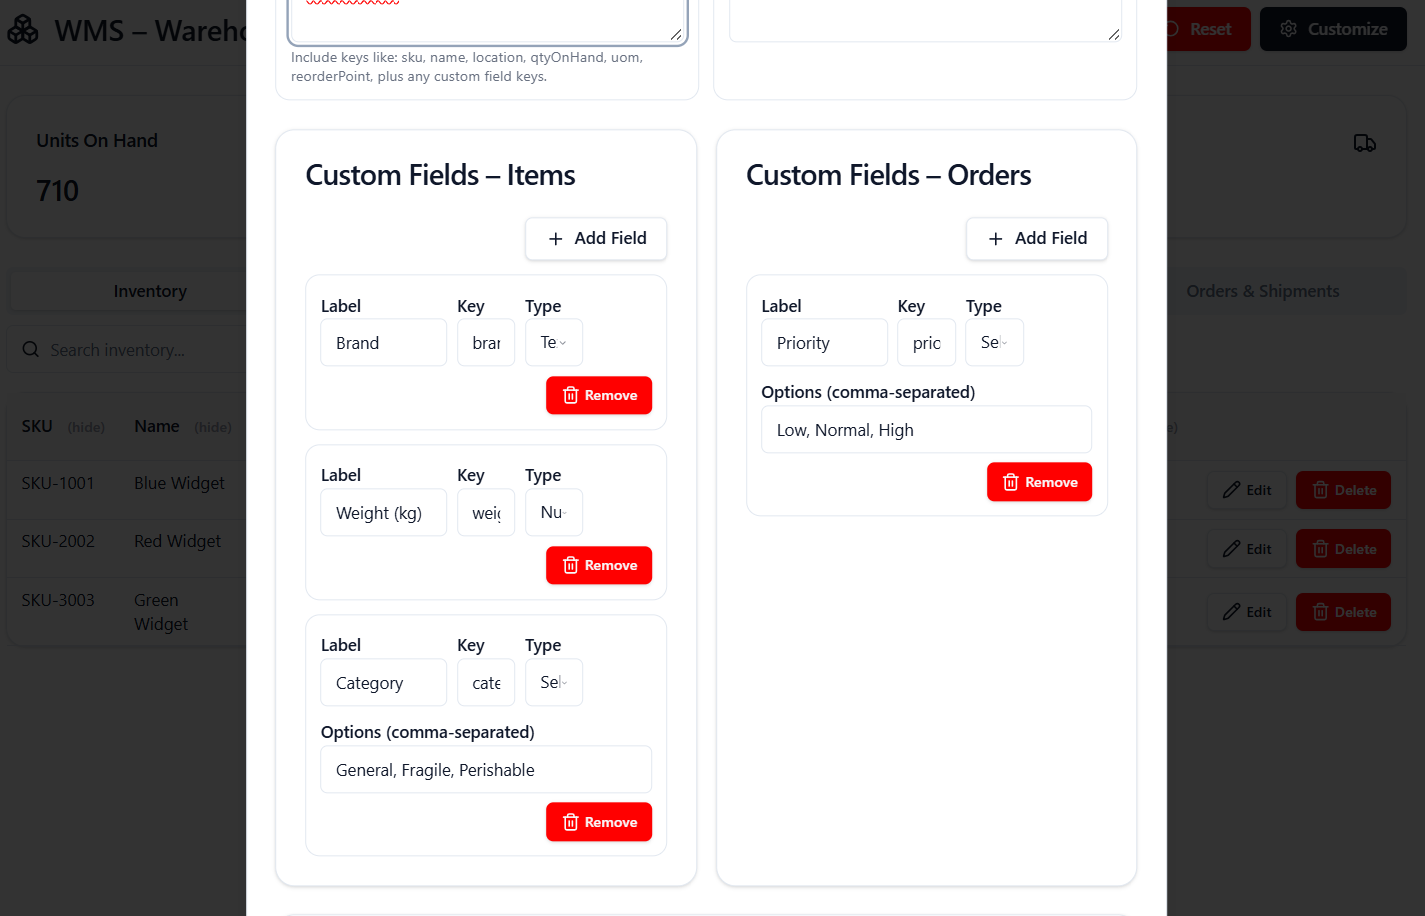 WMS – Wareho
Reset
Customize
Include keys like: sku, name, location, qtyOnHand, uom,
reorderPoint, plus any custom field keys.
Units On Hand
710
Custom Fields – Items
Custom Fields – Orders
Add Field
Add Field
Inventory
Orders & Shipments
Search inventory...
SKU (hide) Name (hide)
SKU-1001 Blue Widget
SKU-2002 Red Widget
SKU-3003 Green
Widget
Label Key Type
Brand brar Te
Remove
Label Key Type
Weight (kg) weig Nu
Remove
Label Key Type
Category cate Sel
Options (comma-separated)
General, Fragile, Perishable
Remove
Label Key Type
Priority pric Sel
Options (comma-separated)
Low, Normal, High
Remove
Edit Delete
Edit Delete
Edit Delete